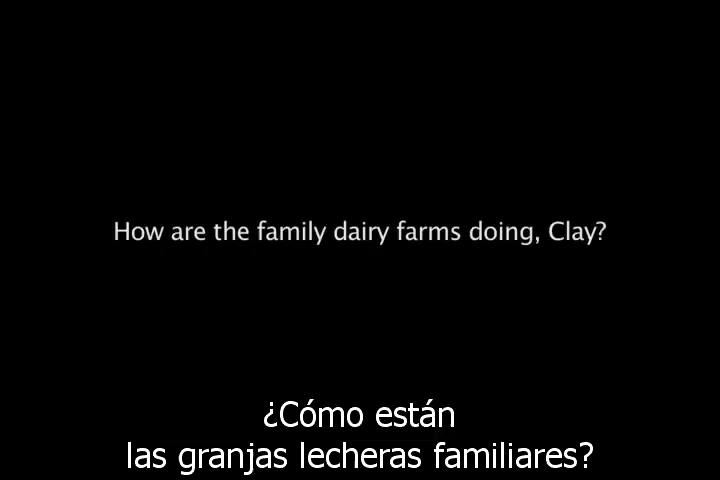 How are the family dairy farms doing, Clay?
¿Cómo están
las granjas lecheras familiares?